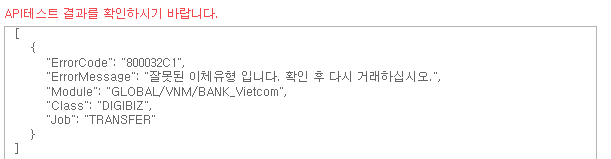 API테스트 결과를 확인하시기 바랍니다.
[
{
"ErrorCode": "800032C1",
"ErrorMessage": "잘못된 이체유형 입니다. 확인 후 다시 거래하십시오.",
"Module": "GLOBAL/VNM/BANK_Vietcom",
"Class": "DIGIBIZ",
"Job": "TRANSFER"
}
]